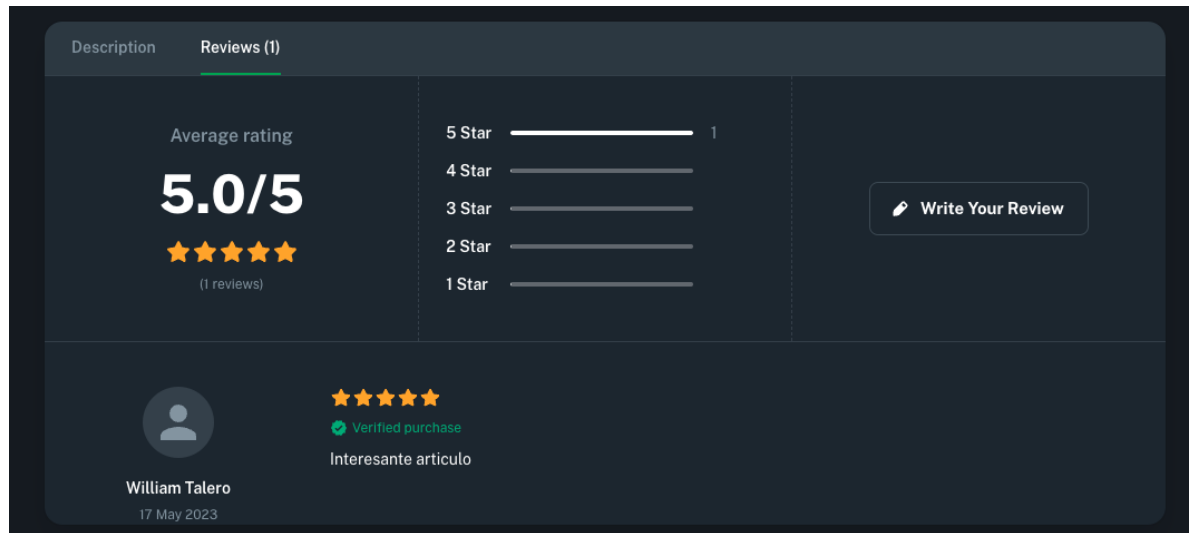 Description
Reviews (1)
Average rating
5.0/5
(1 reviews)
5 Star 1
4 Star
3 Star
2 Star
1 Star
Write Your Review
William Talero
17 May 2023
Verified purchase
Interesante articulo